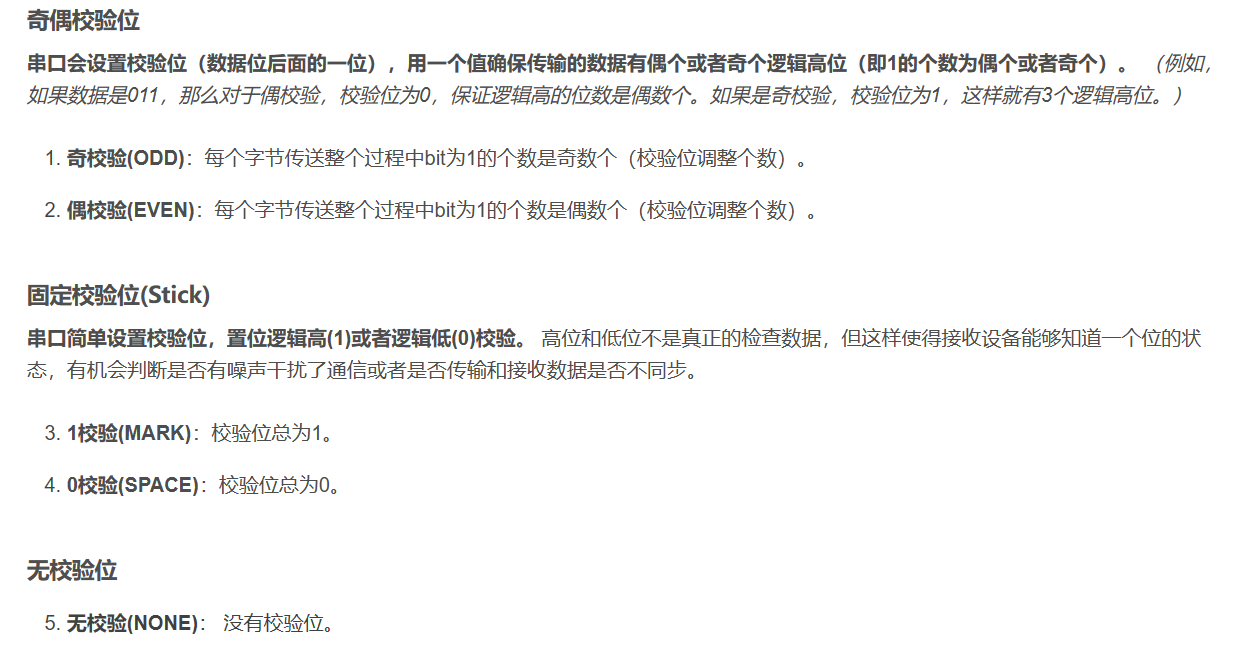 奇偶校验位
串口会设置校验位（数据位后面的一位），用一个值确保传输的数据有偶个或者奇个逻辑高位（即1的个数为偶个或者奇个）。 （例如，
如果数据是011，那么对于偶校验，校验位为0，保证逻辑高的位数是偶数个。如果是奇校验，校验位为1，这样就有3个逻辑高位。）
1. 奇校验(ODD)：每个字节传送整个过程中bit为1的个数是奇数个（校验位调整个数）。
2. 偶校验(EVEN)：每个字节传送整个过程中bit为1的个数是偶数个（校验位调整个数）。
固定校验位(Stick)
串口简单设置校验位，置位逻辑高(1)或者逻辑低(0)校验。 高位和低位不是真正的检查数据，但这样使得接收设备能够知道一个位的状
态，有机会判断是否有噪声干扰了通信或者是否传输和接收数据是否不同步。
3. 1校验(MARK)：校验位总为1。
4. 0校验(SPACE)：校验位总为0。
无校验位
5. 无校验(NONE)： 没有校验位。